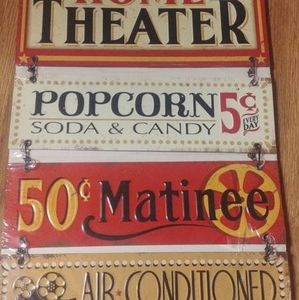 HOME
THEATER
POPCORN 5¢
SODA & CANDY EVERY DAY
50¢ Matinee
AIR CONDITIONED